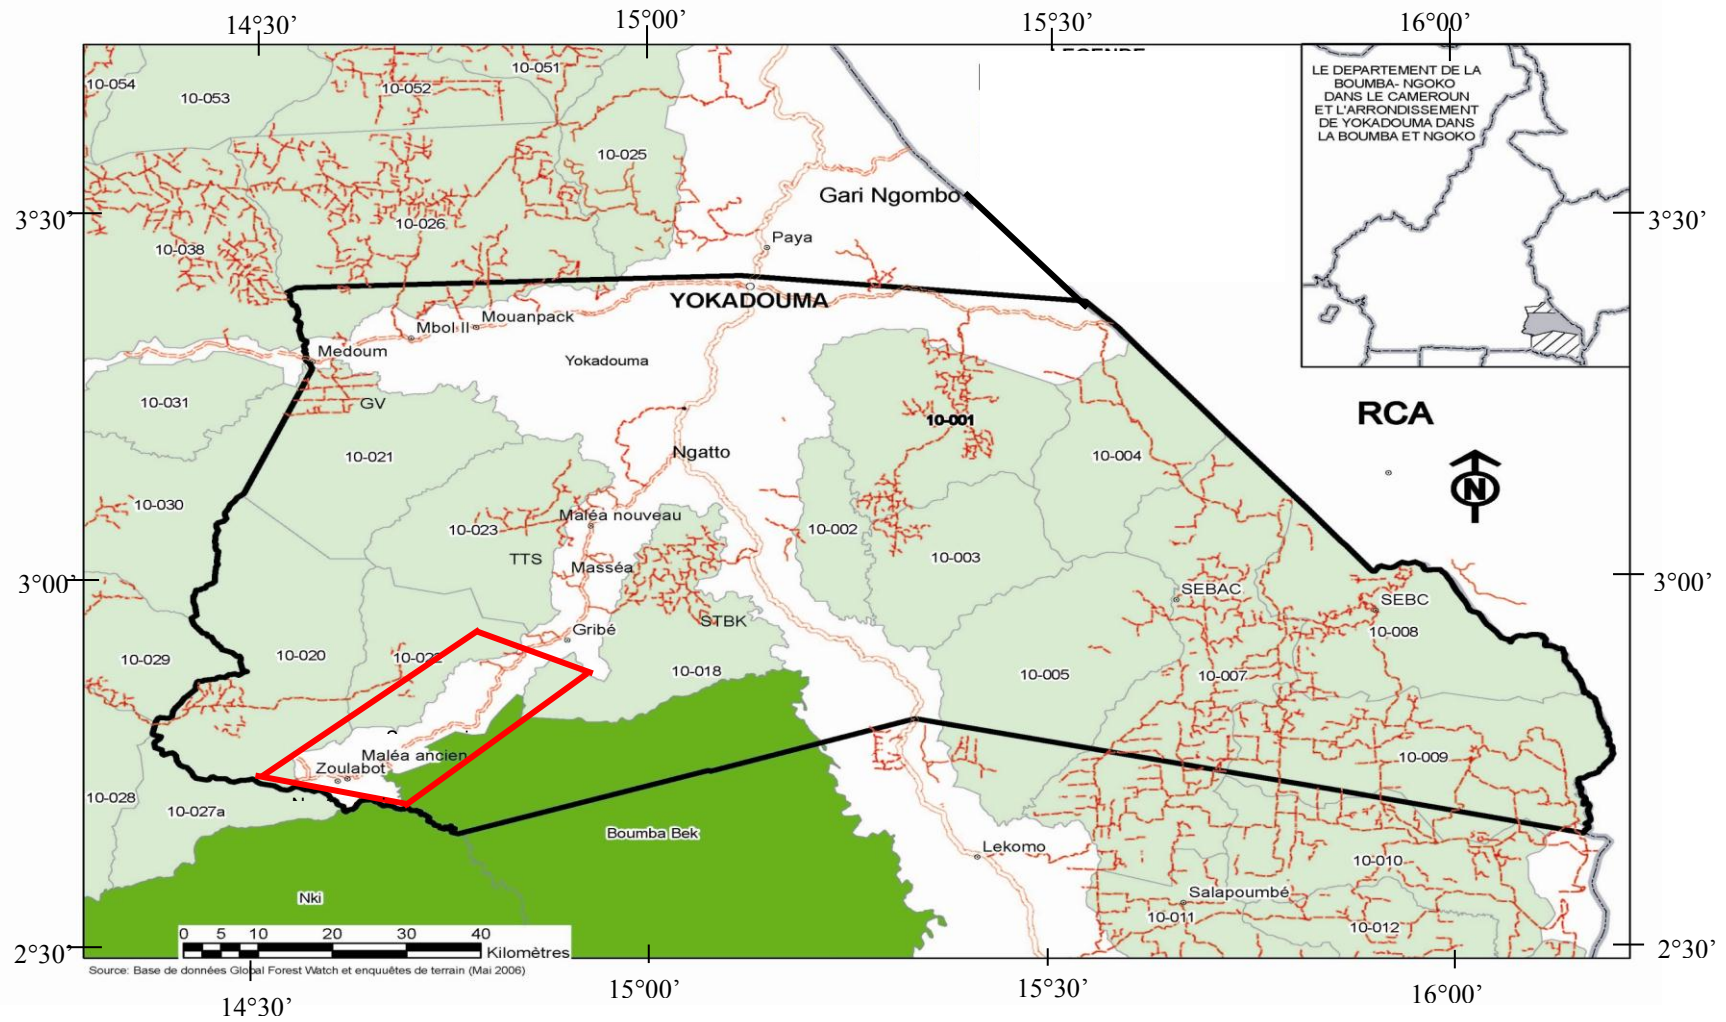 14°30’
15°00’
15°30’
16°00’
LE DEPARTEMENT DE LA
BOUMBA- NGOKO
DANS LE CAMEROUN
ET L'ARRONDISSEMENT
DE YOKADOUMA DANS
LA BOUMBA ET NGOKO
10-054
10-053
10-052
10-051
10-025
Gari Ngombo
3°30’
3°30’
10-038
10-026
Paya
YOKADOUMA
Mbol II
Mouanpack
Medoum
Yokadouma
10-031
GV
10-001
RCA
10-021
Ngatto
10-004
N
10-030
10-023
Maléa nouveau
10-002
TTS
Masséa
10-003
3°00’
3°00’
SEBAC
SEBC
STBK
Gribé
10-008
10-029
10-020
10-022
10-018
10-005
10-007
Maléa ancien
Zoulabot
10-009
10-028
10-027a
Boumba Bek
Lekomo
10-010
Nki
Salapoumbé
10-011
10-012
0 5 10 20 30 40
Kilomètres
2°30’
2°30’
Source: Base de données Global Forest Watch et enquêtes de terrain (Mai 2006)
14°30’
15°00’
15°30’
16°00’